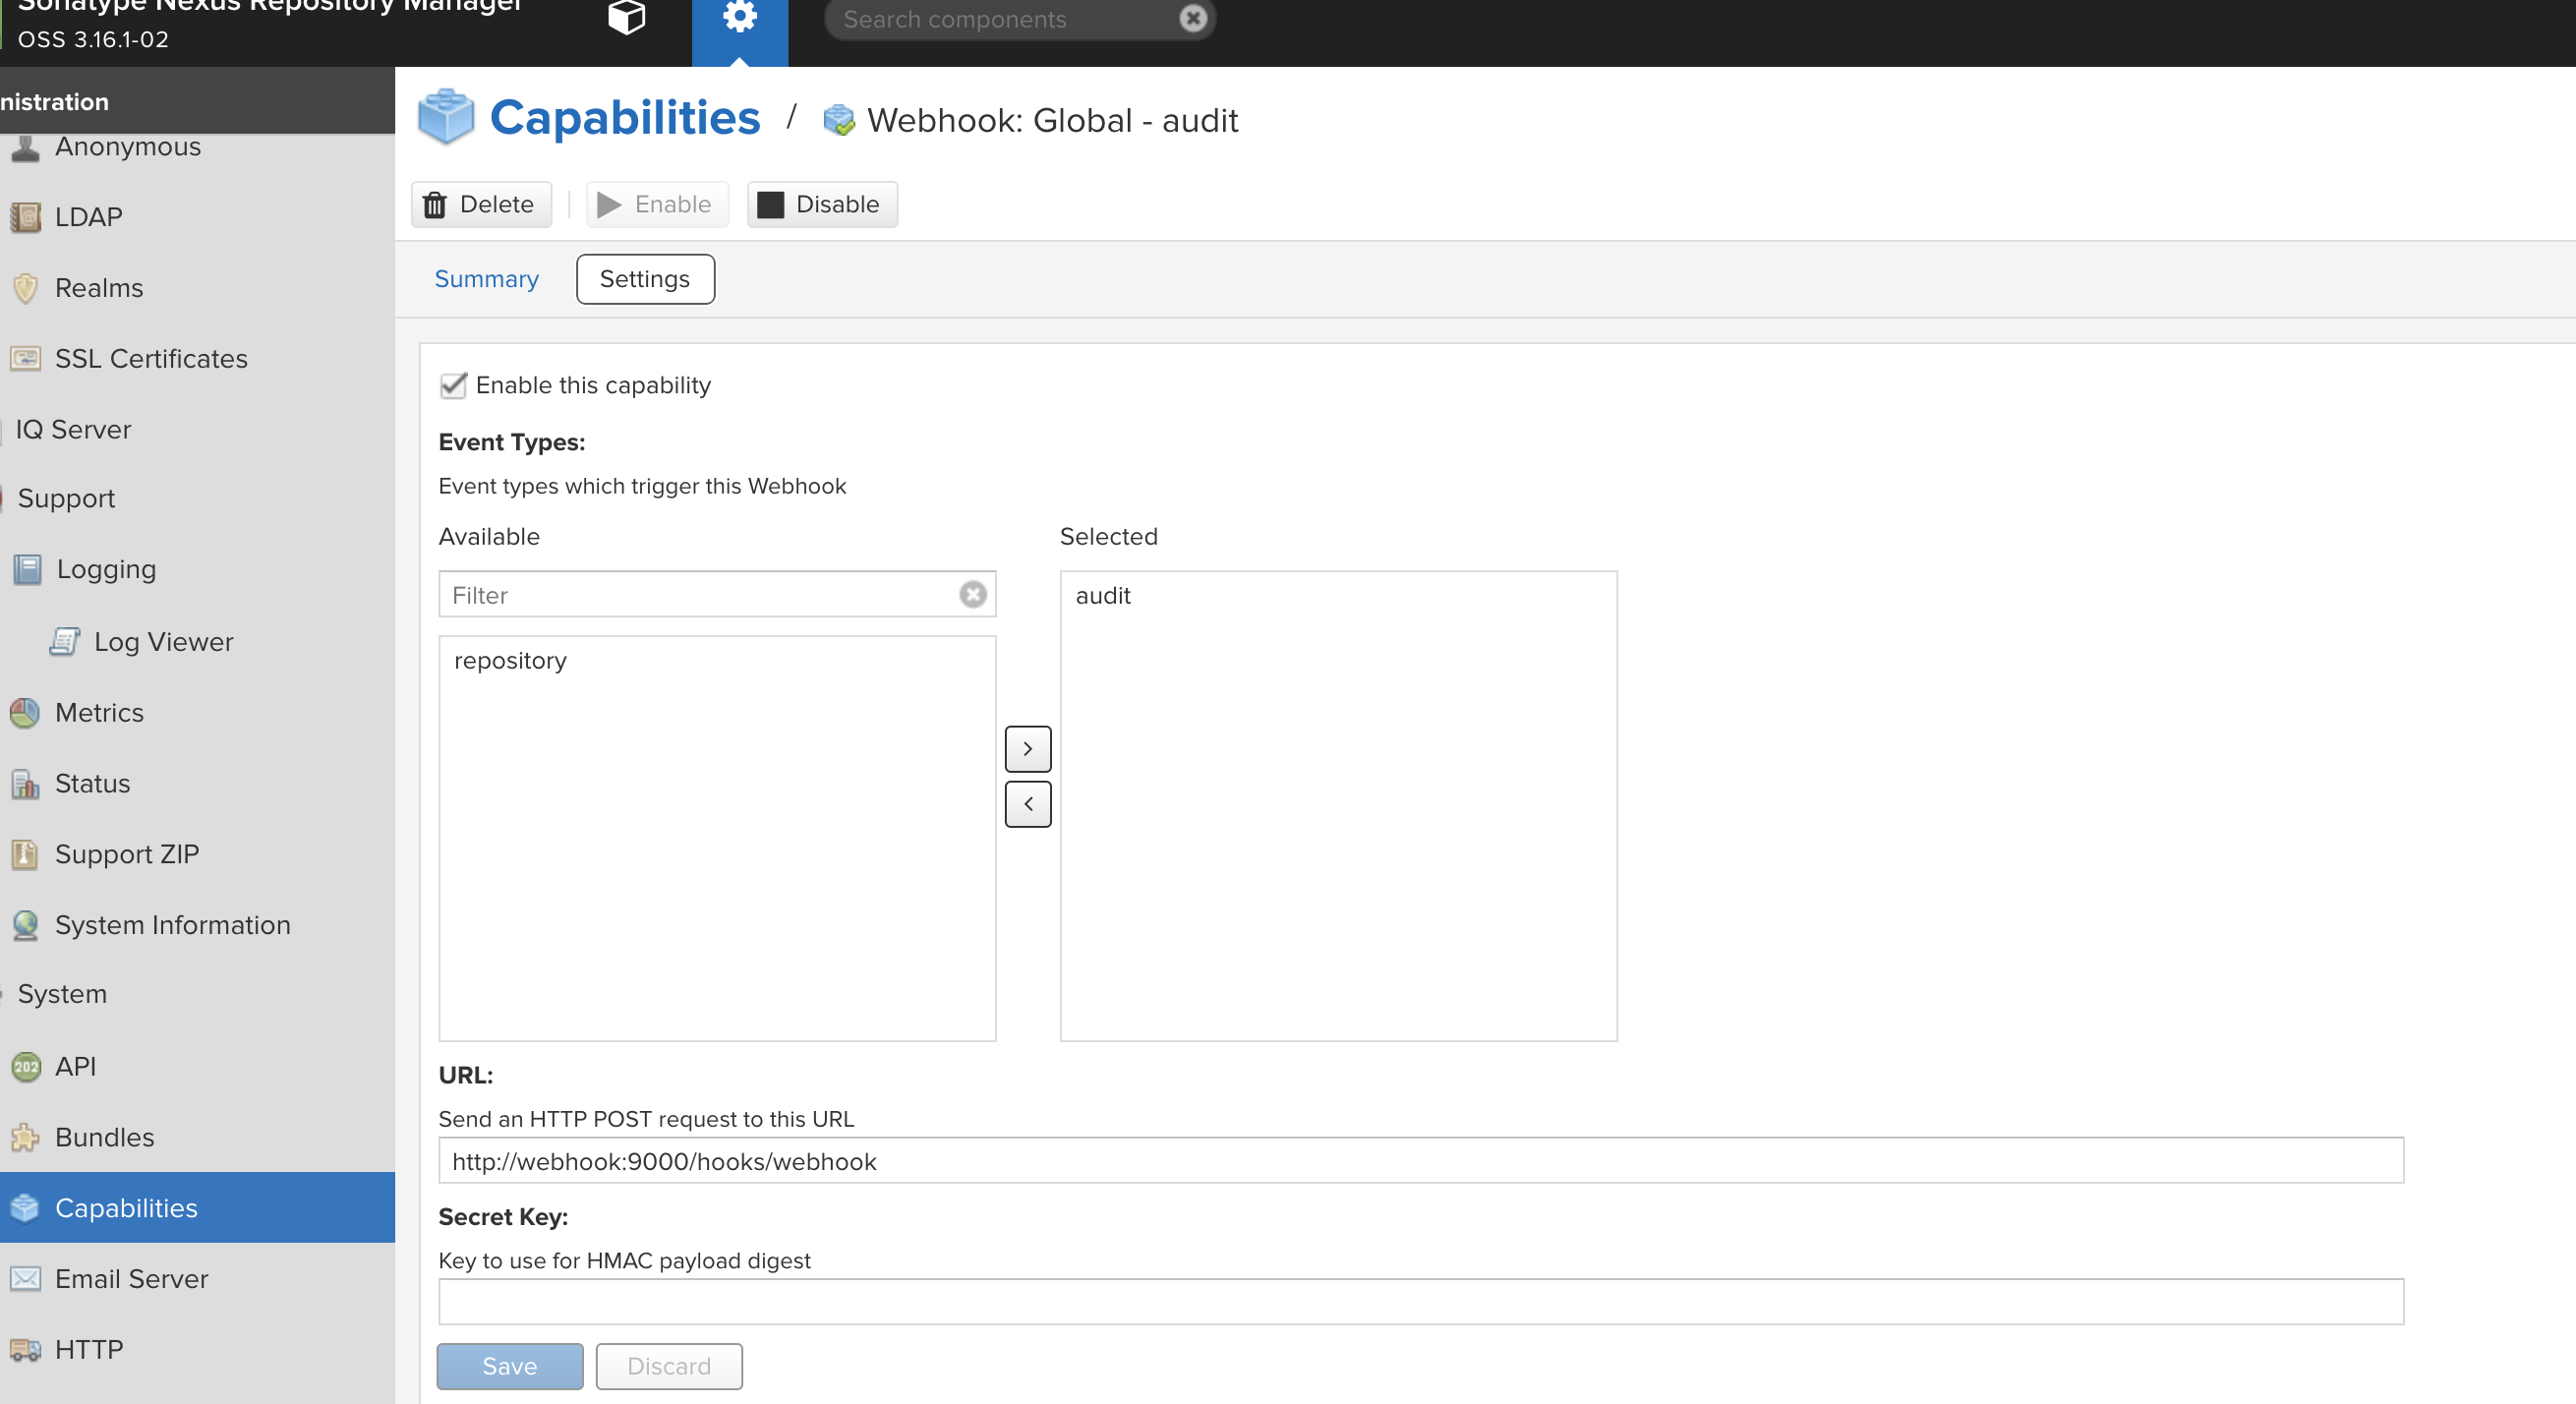 Sonatype Nexus Repository Manager
OSS 3.16.1-02
Search components
nistration
Anonymous
LDAP
Realms
SSL Certificates
IQ Server
Support
Logging
Log Viewer
Metrics
Status
Support ZIP
System Information
System
202
API
Bundles
Capabilities
Email Server
HTTP
Capabilities / Webhook: Global - audit
Delete
Enable
Disable
Summary
Settings
Enable this capability
Event Types:
Event types which trigger this Webhook
Available
Selected
Filter
audit
repository
>
<
URL:
Send an HTTP POST request to this URL
http://webhook:9000/hooks/webhook
Secret Key:
Key to use for HMAC payload digest
Save
Discard